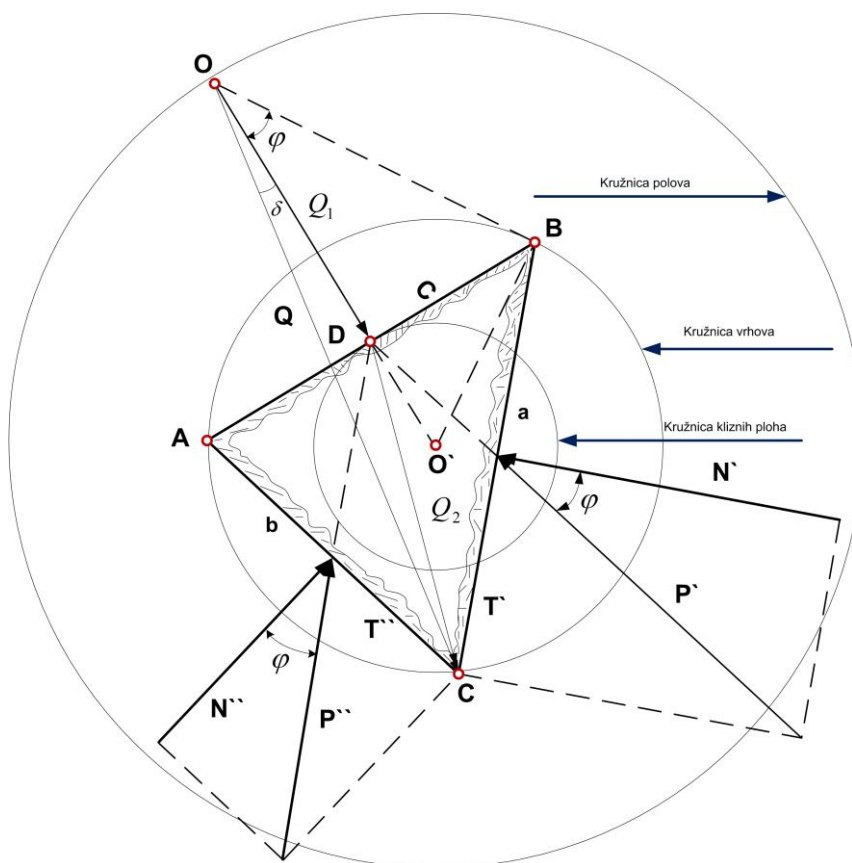 O
φ
Kružnica polova
δ
Q₁
B
C
Q
D
Kružnica vrhova
a
A
Kružnica kliznih ploha
O`
N`
φ
b
Q₂
P`
T`
T``
φ
C
N``
P``